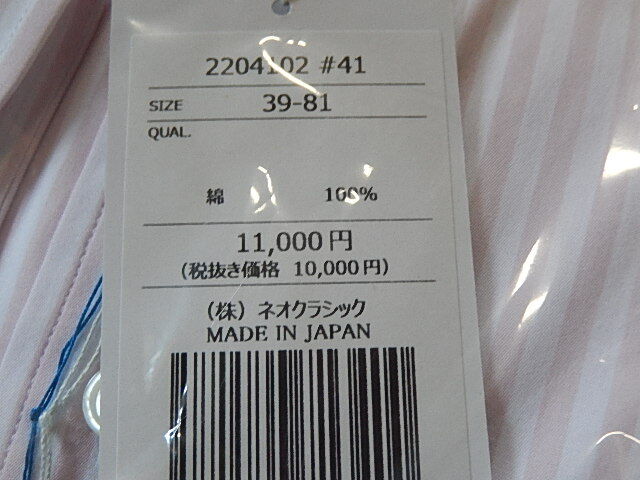 2204102 #41
SIZE 39-81
QUAL.
綿 100%
11,000円
(税抜き価格 10,000円)
(株) ネオクラシック
MADE IN JAPAN